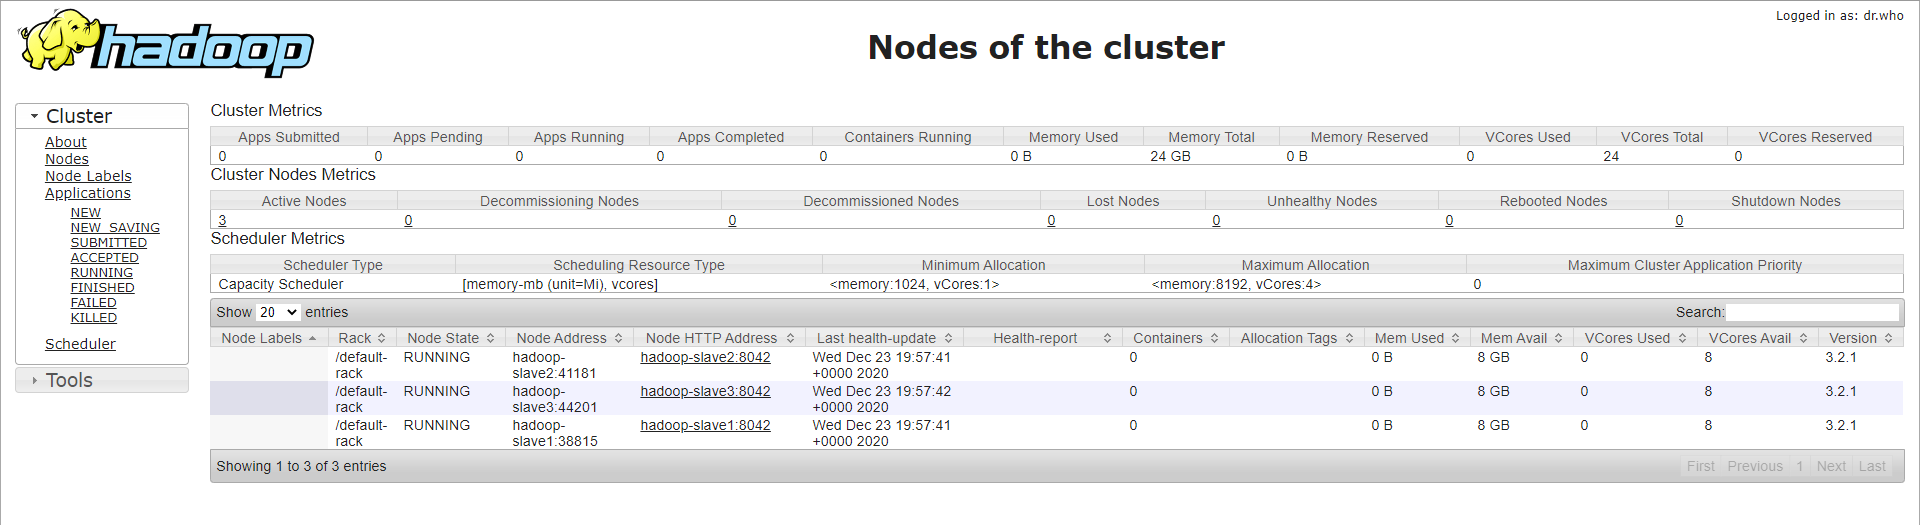 Logged in as: dr.who
hadoop
Nodes of the cluster
Cluster
About
Nodes
Node Labels
Applications
NEW
NEW_SAVING
SUBMITTED
ACCEPTED
RUNNING
FINISHED
FAILED
KILLED
Scheduler
Tools
Cluster Metrics
Apps Submitted Apps Pending Apps Running Apps Completed Containers Running Memory Used Memory Total Memory Reserved VCores Used VCores Total VCores Reserved
0 0 0 0 0 0 B 24 GB 0 B 0 24 0
Cluster Nodes Metrics
Active Nodes Decommissioning Nodes Decommissioned Nodes Lost Nodes Unhealthy Nodes Rebooted Nodes Shutdown Nodes
3 0 0 0 0 0 0
Scheduler Metrics
Scheduler Type Scheduling Resource Type Minimum Allocation Maximum Allocation Maximum Cluster Application Priority
Capacity Scheduler [memory-mb (unit=Mi), vcores] <memory:1024, vCores:1> <memory:8192, vCores:4> 0
Show 20 entries Search:
Node Labels Rack Node State Node Address Node HTTP Address Last health-update Health-report Containers Allocation Tags Mem Used Mem Avail VCores Used VCores Avail Version
/default- RUNNING hadoop- hadoop-slave2:8042 Wed Dec 23 19:57:41 0 0 B 8 GB 0 8 3.2.1
rack slave2:41181 +0000 2020
/default- RUNNING hadoop- hadoop-slave3:8042 Wed Dec 23 19:57:42 0 0 B 8 GB 0 8 3.2.1
rack slave3:44201 +0000 2020
/default- RUNNING hadoop- hadoop-slave1:8042 Wed Dec 23 19:57:41 0 0 B 8 GB 0 8 3.2.1
rack slave1:38815 +0000 2020
Showing 1 to 3 of 3 entries First Previous 1 Next Last